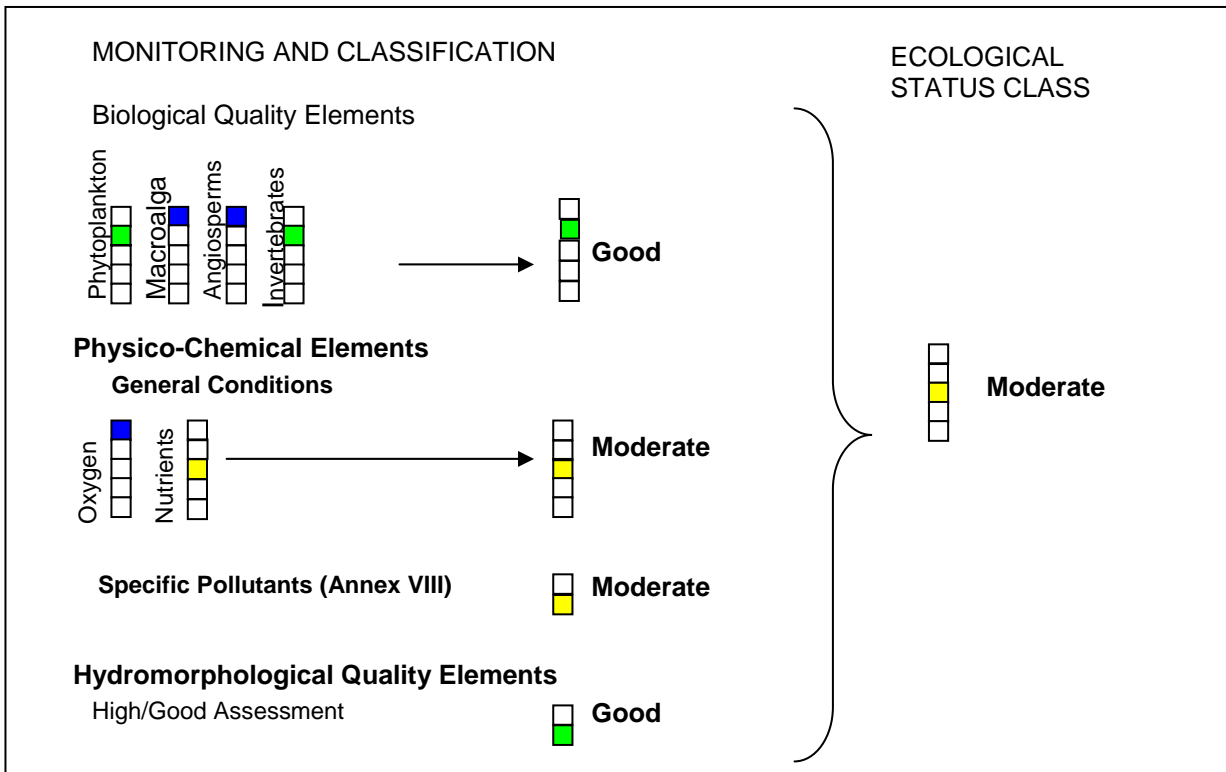 MONITORING AND CLASSIFICATION
ECOLOGICAL
STATUS CLASS
Biological Quality Elements
Phytoplankton
Macroalga
Angiosperms
Invertebrates
Good
Physico-Chemical Elements
General Conditions
Oxygen
Nutrients
Moderate
Moderate
Specific Pollutants (Annex VIII)
Moderate
Hydromorphological Quality Elements
High/Good Assessment
Good